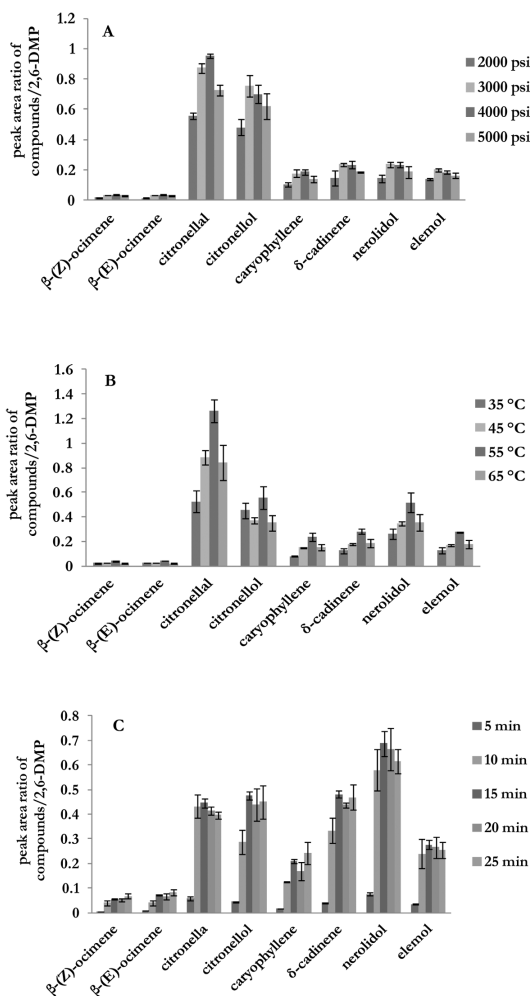 A
peak area ratio of
compounds/2,6-DMP
1.2
1
0.8
0.6
0.4
0.2
0
2000 psi
3000 psi
4000 psi
5000 psi
β-(Z)-ocimene
β-(E)-ocimene
citronellal
citronellol
caryophyllene
δ-cadinene
nerolidol
elemol
B
peak area ratio of
compounds/2,6-DMP
1.6
1.4
1.2
1
0.8
0.6
0.4
0.2
0
35 °C
45 °C
55 °C
65 °C
β-(Z)-ocimene
β-(E)-ocimene
citronellal
citronellol
caryophyllene
δ-cadinene
nerolidol
elemol
C
peak area ratio of
compounds/2,6-DMP
0.8
0.7
0.6
0.5
0.4
0.3
0.2
0.1
0
5 min
10 min
15 min
20 min
25 min
β-(Z)-ocimene
β-(E)-ocimene
citronella
citronellol
caryophyllene
δ-cadinene
nerolidol
elemol